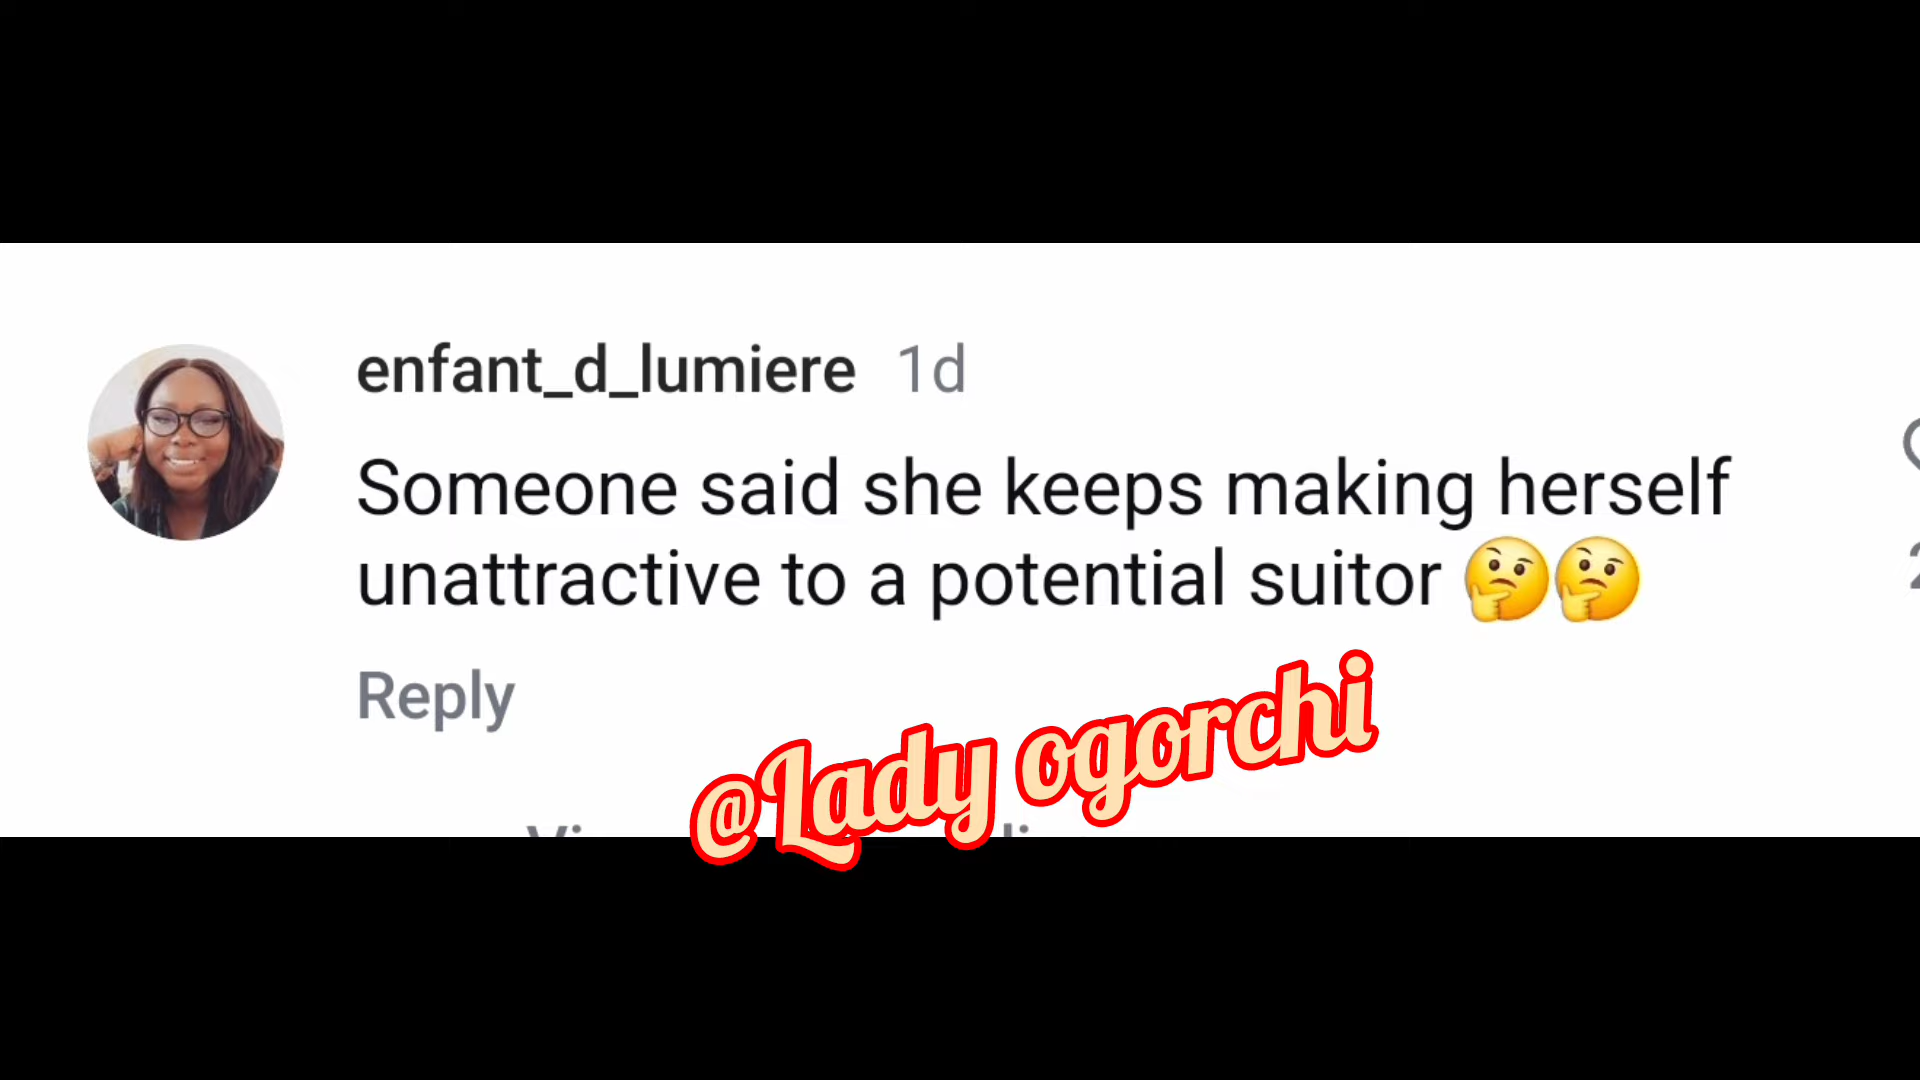 enfant_d_lumiere 1d
Someone said she keeps making herself
unattractive to a potential suitor 🤔🤔
Reply
@Lady ogorchi